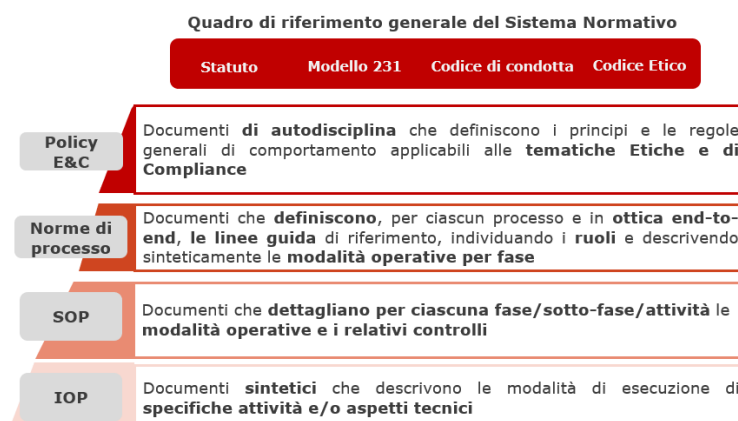 Quadro di riferimento generale del Sistema Normativo
Statuto Modello 231 Codice di condotta Codice Etico
Policy
E&C
Documenti di autodisciplina che definiscono i principi e le regole
generali di comportamento applicabili alle tematiche Etiche e di
Compliance
Norme di
processo
Documenti che definiscono, per ciascun processo e in ottica end-to-
end, le linee guida di riferimento, individuando i ruoli e descrivendo
sinteticamente le modalità operative per fase
SOP
Documenti che dettagliano per ciascuna fase/sotto-fase/attività le
modalità operative e i relativi controlli
IOP
Documenti sintetici che descrivono le modalità di esecuzione di
specifiche attività e/o aspetti tecnici